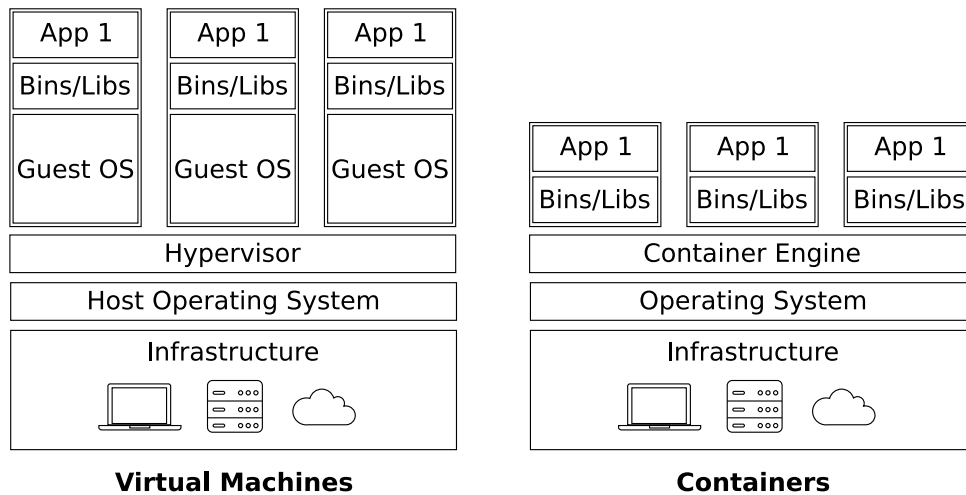 App 1 App 1 App 1
Bins/Libs Bins/Libs Bins/Libs
Guest OS Guest OS Guest OS
Hypervisor
Host Operating System
Infrastructure
Virtual Machines
App 1 App 1 App 1
Bins/Libs Bins/Libs Bins/Libs
Container Engine
Operating System
Infrastructure
Containers